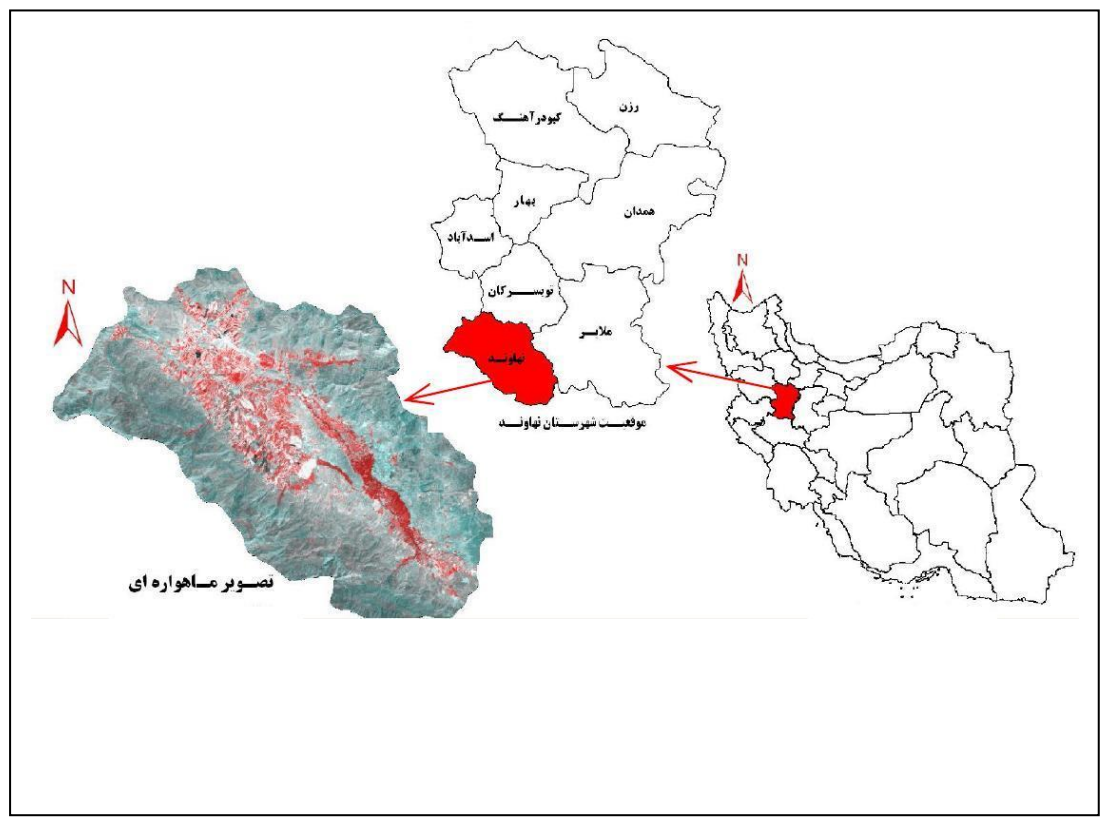 رزن
کبودرآهنگ
بهار
همدان
اسدآباد
تویسرکان
ملایر
نهاوند
موقعیت شهرستان نهاوند
N
N
تصویر ماهواره ای